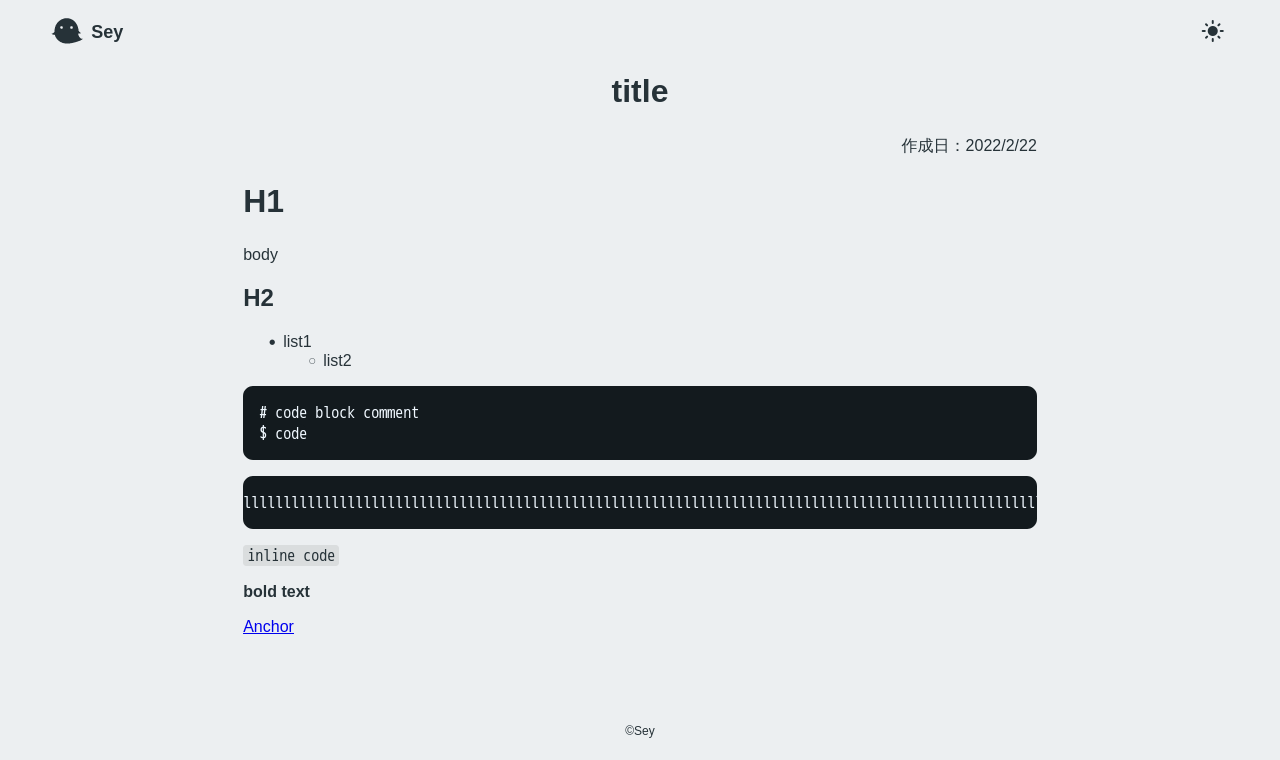 Sey
title
作成日：2022/2/22
H1
body
H2
list1
list2
# code block comment
$ code
inline code
bold text
Anchor
©Sey